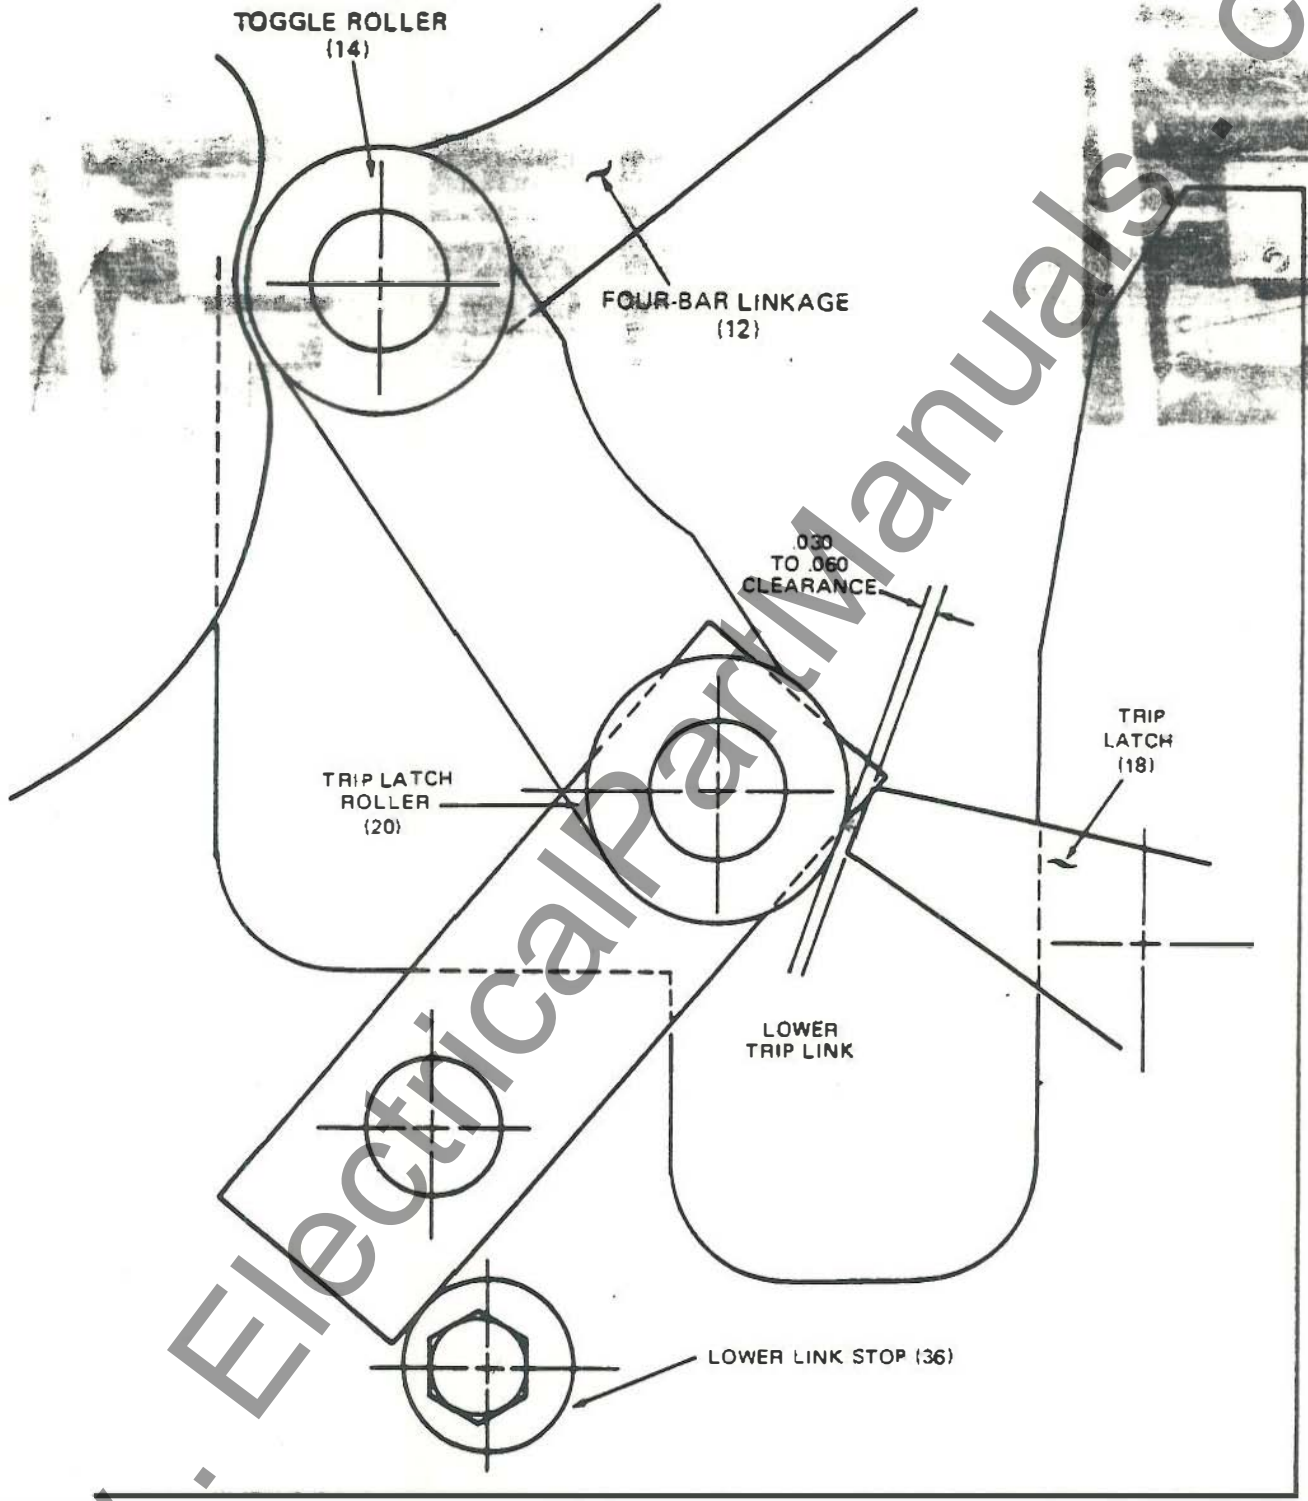 TOGGLE ROLLER
(14)
FOUR-BAR LINKAGE
(12)
.030
TO .060
CLEARANCE
TRIP
LATCH
(18)
TRIP LATCH
ROLLER
(20)
LOWER
TRIP LINK
LOWER LINK STOP (36)
. ElectricalPartManuals . c